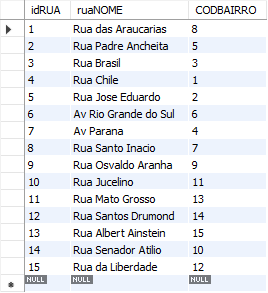 idRUA ruaNOME CODBAIRRO
1 Rua das Araucarias 8
2 Rua Padre Ancheita 5
3 Rua Brasil 3
4 Rua Chile 1
5 Rua Jose Eduardo 2
6 Av Rio Grande do Sul 6
7 Av Parana 4
8 Rua Santo Inacio 7
9 Rua Osvaldo Aranha 9
10 Rua Jucelino 11
11 Rua Mato Grosso 13
12 Rua Santos Drumond 14
13 Rua Albert Ainstein 15
14 Rua Senador Atilio 10
15 Rua da Liberdade 12
NULL NULL NULL